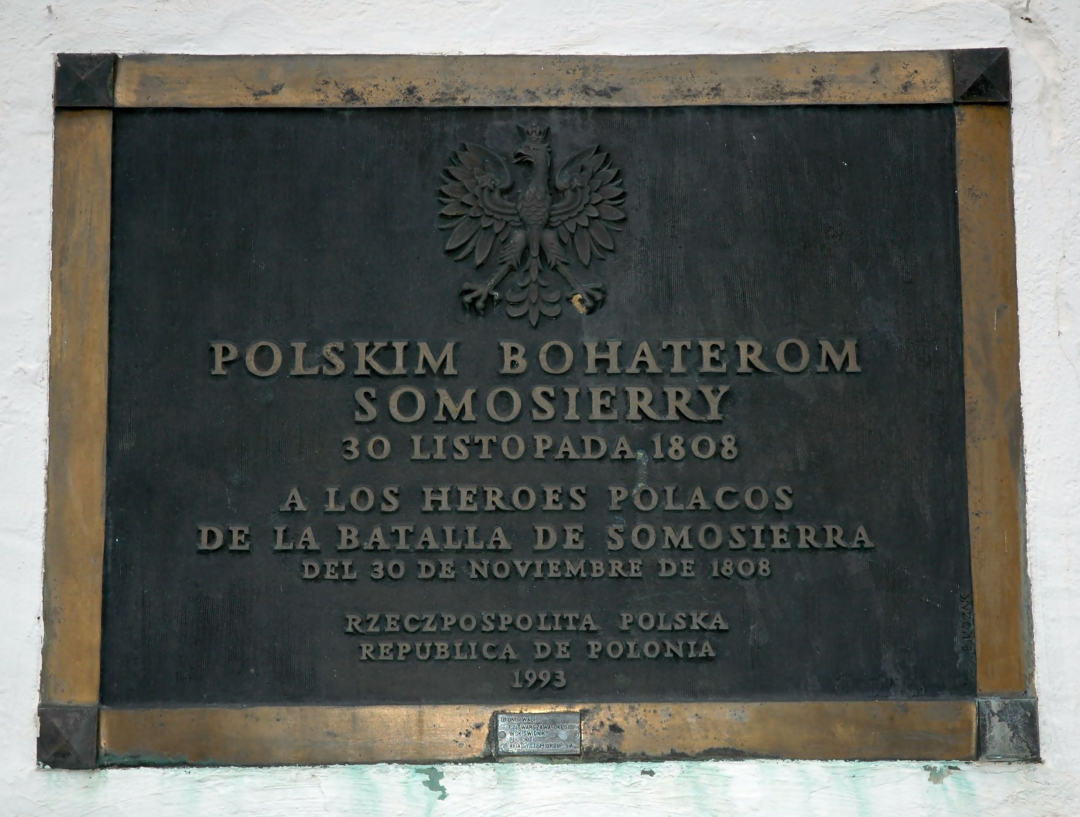 POLSKIM BOHATEROM
SOMOSIERRY
30 LISTOPADA 1808
A LOS HEROES POLACOS
DE LA BATALLA DE SOMOSIERRA
DEL 30 DE NOVIEMBRE DE 1808
RZECZPOSPOLITA POLSKA
REPUBLICA DE POLONIA
1993